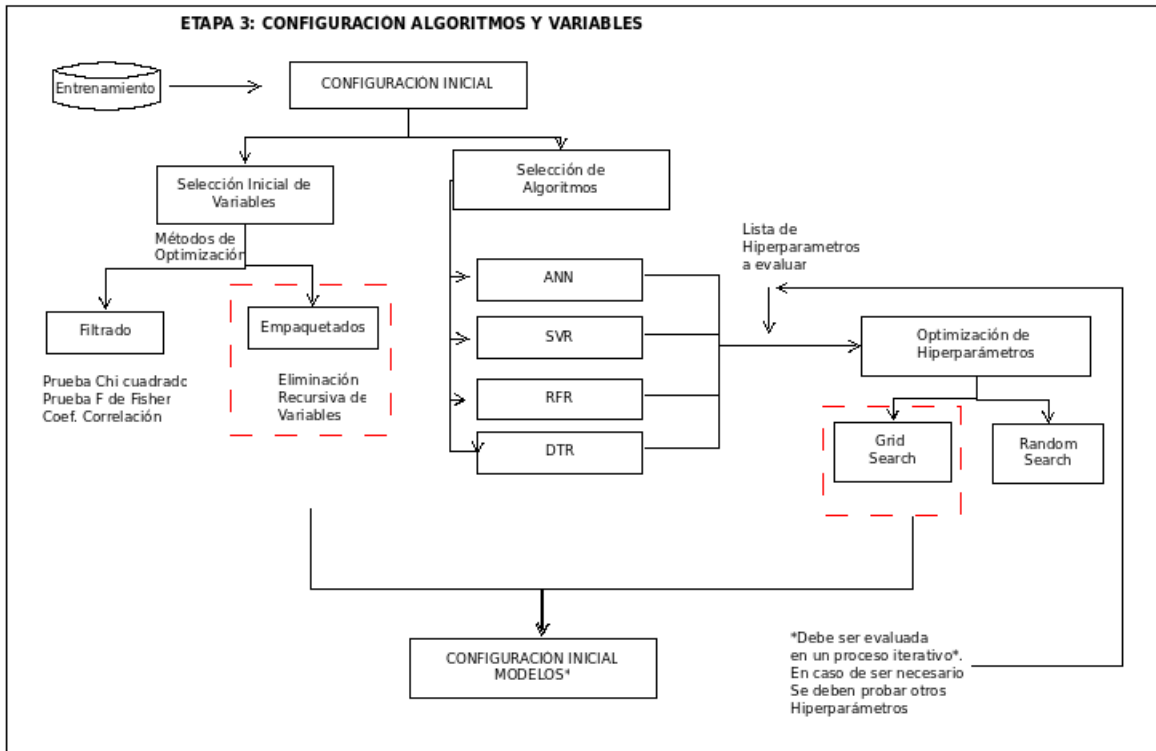 ETAPA 3: CONFIGURACIÓN ALGORITMOS Y VARIABLES
Entrenamiento
CONFIGURACIÓN INICIAL
Selección Inicial de
Variables
Selección de
Algoritmos
Métodos de
Optimización
Filtrado
Prueba Chi cuadrado
Prueba F de Fisher
Coef. Correlación
Empaquetados
Eliminación
Recursiva de
Variables
ANN
SVR
RFR
DTR
Lista de
Hiperparametros
a evaluar
Optimización de
Hiperparámetros
Grid
Search
Random
Search
CONFIGURACIÓN INICIAL
MODELOS*
*Debe ser evaluada
en un proceso iterativo*.
En caso de ser necesario
Se deben probar otros
Hiperparámetros